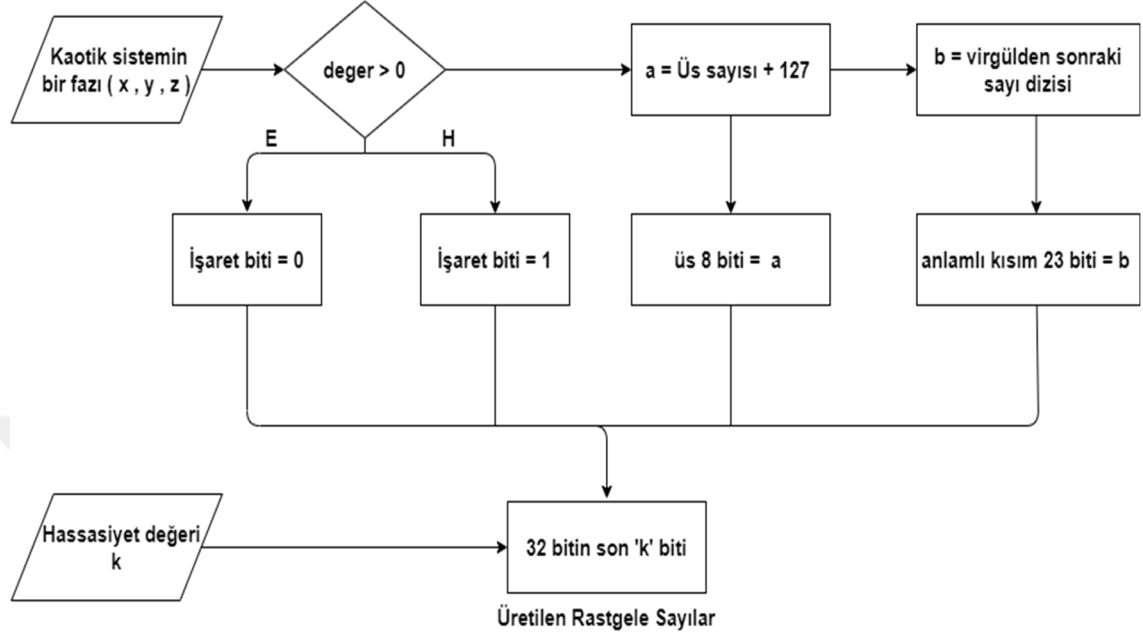 Kaotik sistemin
bir fazı ( x , y , z )
deger > 0
a = Üs sayısı + 127
b = virgülden sonraki
sayı dizisi
E
H
İşaret biti = 0
İşaret biti = 1
üs 8 biti = a
anlamlı kısım 23 biti = b
Hassasiyet değeri
k
32 bitin son 'k' biti
Üretilen Rastgele Sayılar